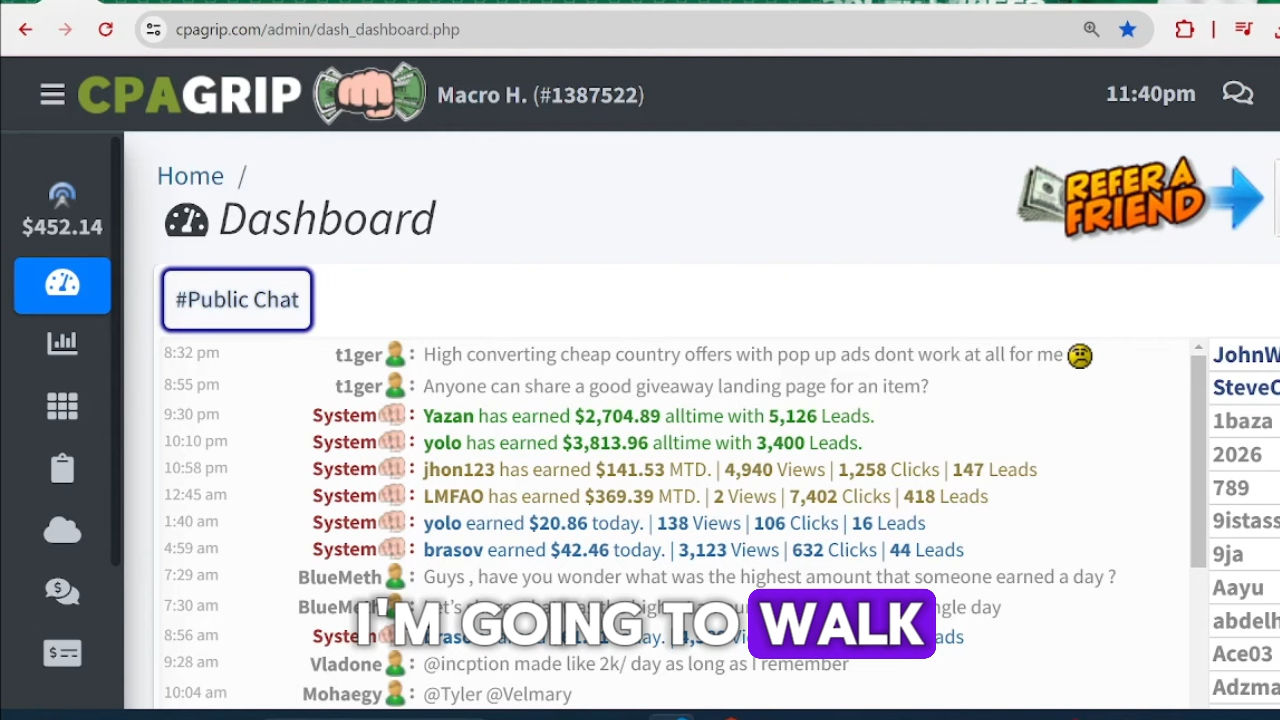 cpagrip.com/admin/dash_dashboard.php
CPAGRIP Macro H. (#1387522) 11:40pm
Home /
Dashboard
REFER A
FRIEND
$452.14
#Public Chat
8:32 pm t1ger : High converting cheap country offers with pop up ads dont work at all for me
8:55 pm t1ger : Anyone can share a good giveaway landing page for an item?
9:30 pm System : Yazan has earned $2,704.89 alltime with 5,126 Leads.
10:10 pm System : yolo has earned $3,813.96 alltime with 3,400 Leads.
10:58 pm System : jhon123 has earned $141.53 MTD. | 4,940 Views | 1,258 Clicks | 147 Leads
12:45 am System : LMFAO has earned $369.39 MTD. | 2 Views | 7,402 Clicks | 418 Leads
1:40 am System : yolo earned $20.86 today. | 138 Views | 106 Clicks | 16 Leads
4:59 am System : brasov earned $42.46 today. | 3,123 Views | 632 Clicks | 44 Leads
7:29 am BlueMeth : Guys , have you wonder what was the highest amount that someone earned a day ?
7:30 am
8:56 am
I'M GOING TO WALK
9:28 am Vladone : @incption made like 2k/ day as long as I remember
10:04 am Mohaegy : @Tyler @Velmary
JohnW
SteveC
1baza
2026
789
9istass
9ja
Aayu
abdelh
Ace03
Adzma